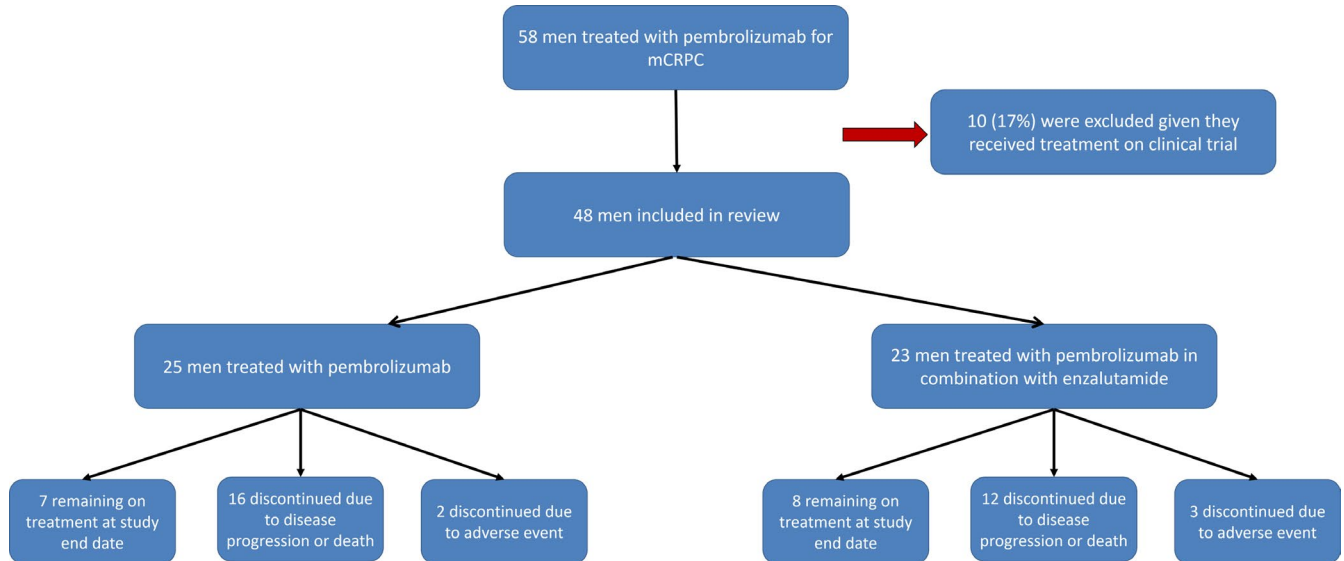 58 men treated with pembrolizumab for
mCRPC
10 (17%) were excluded given they
received treatment on clinical trial
48 men included in review
25 men treated with pembrolizumab
23 men treated with pembrolizumab in
combination with enzalutamide
7 remaining on
treatment at study
end date
16 discontinued due
to disease
progression or death
2 discontinued due
to adverse event
8 remaining on
treatment at study
end date
12 discontinued due
to disease
progression or death
3 discontinued due
to adverse event